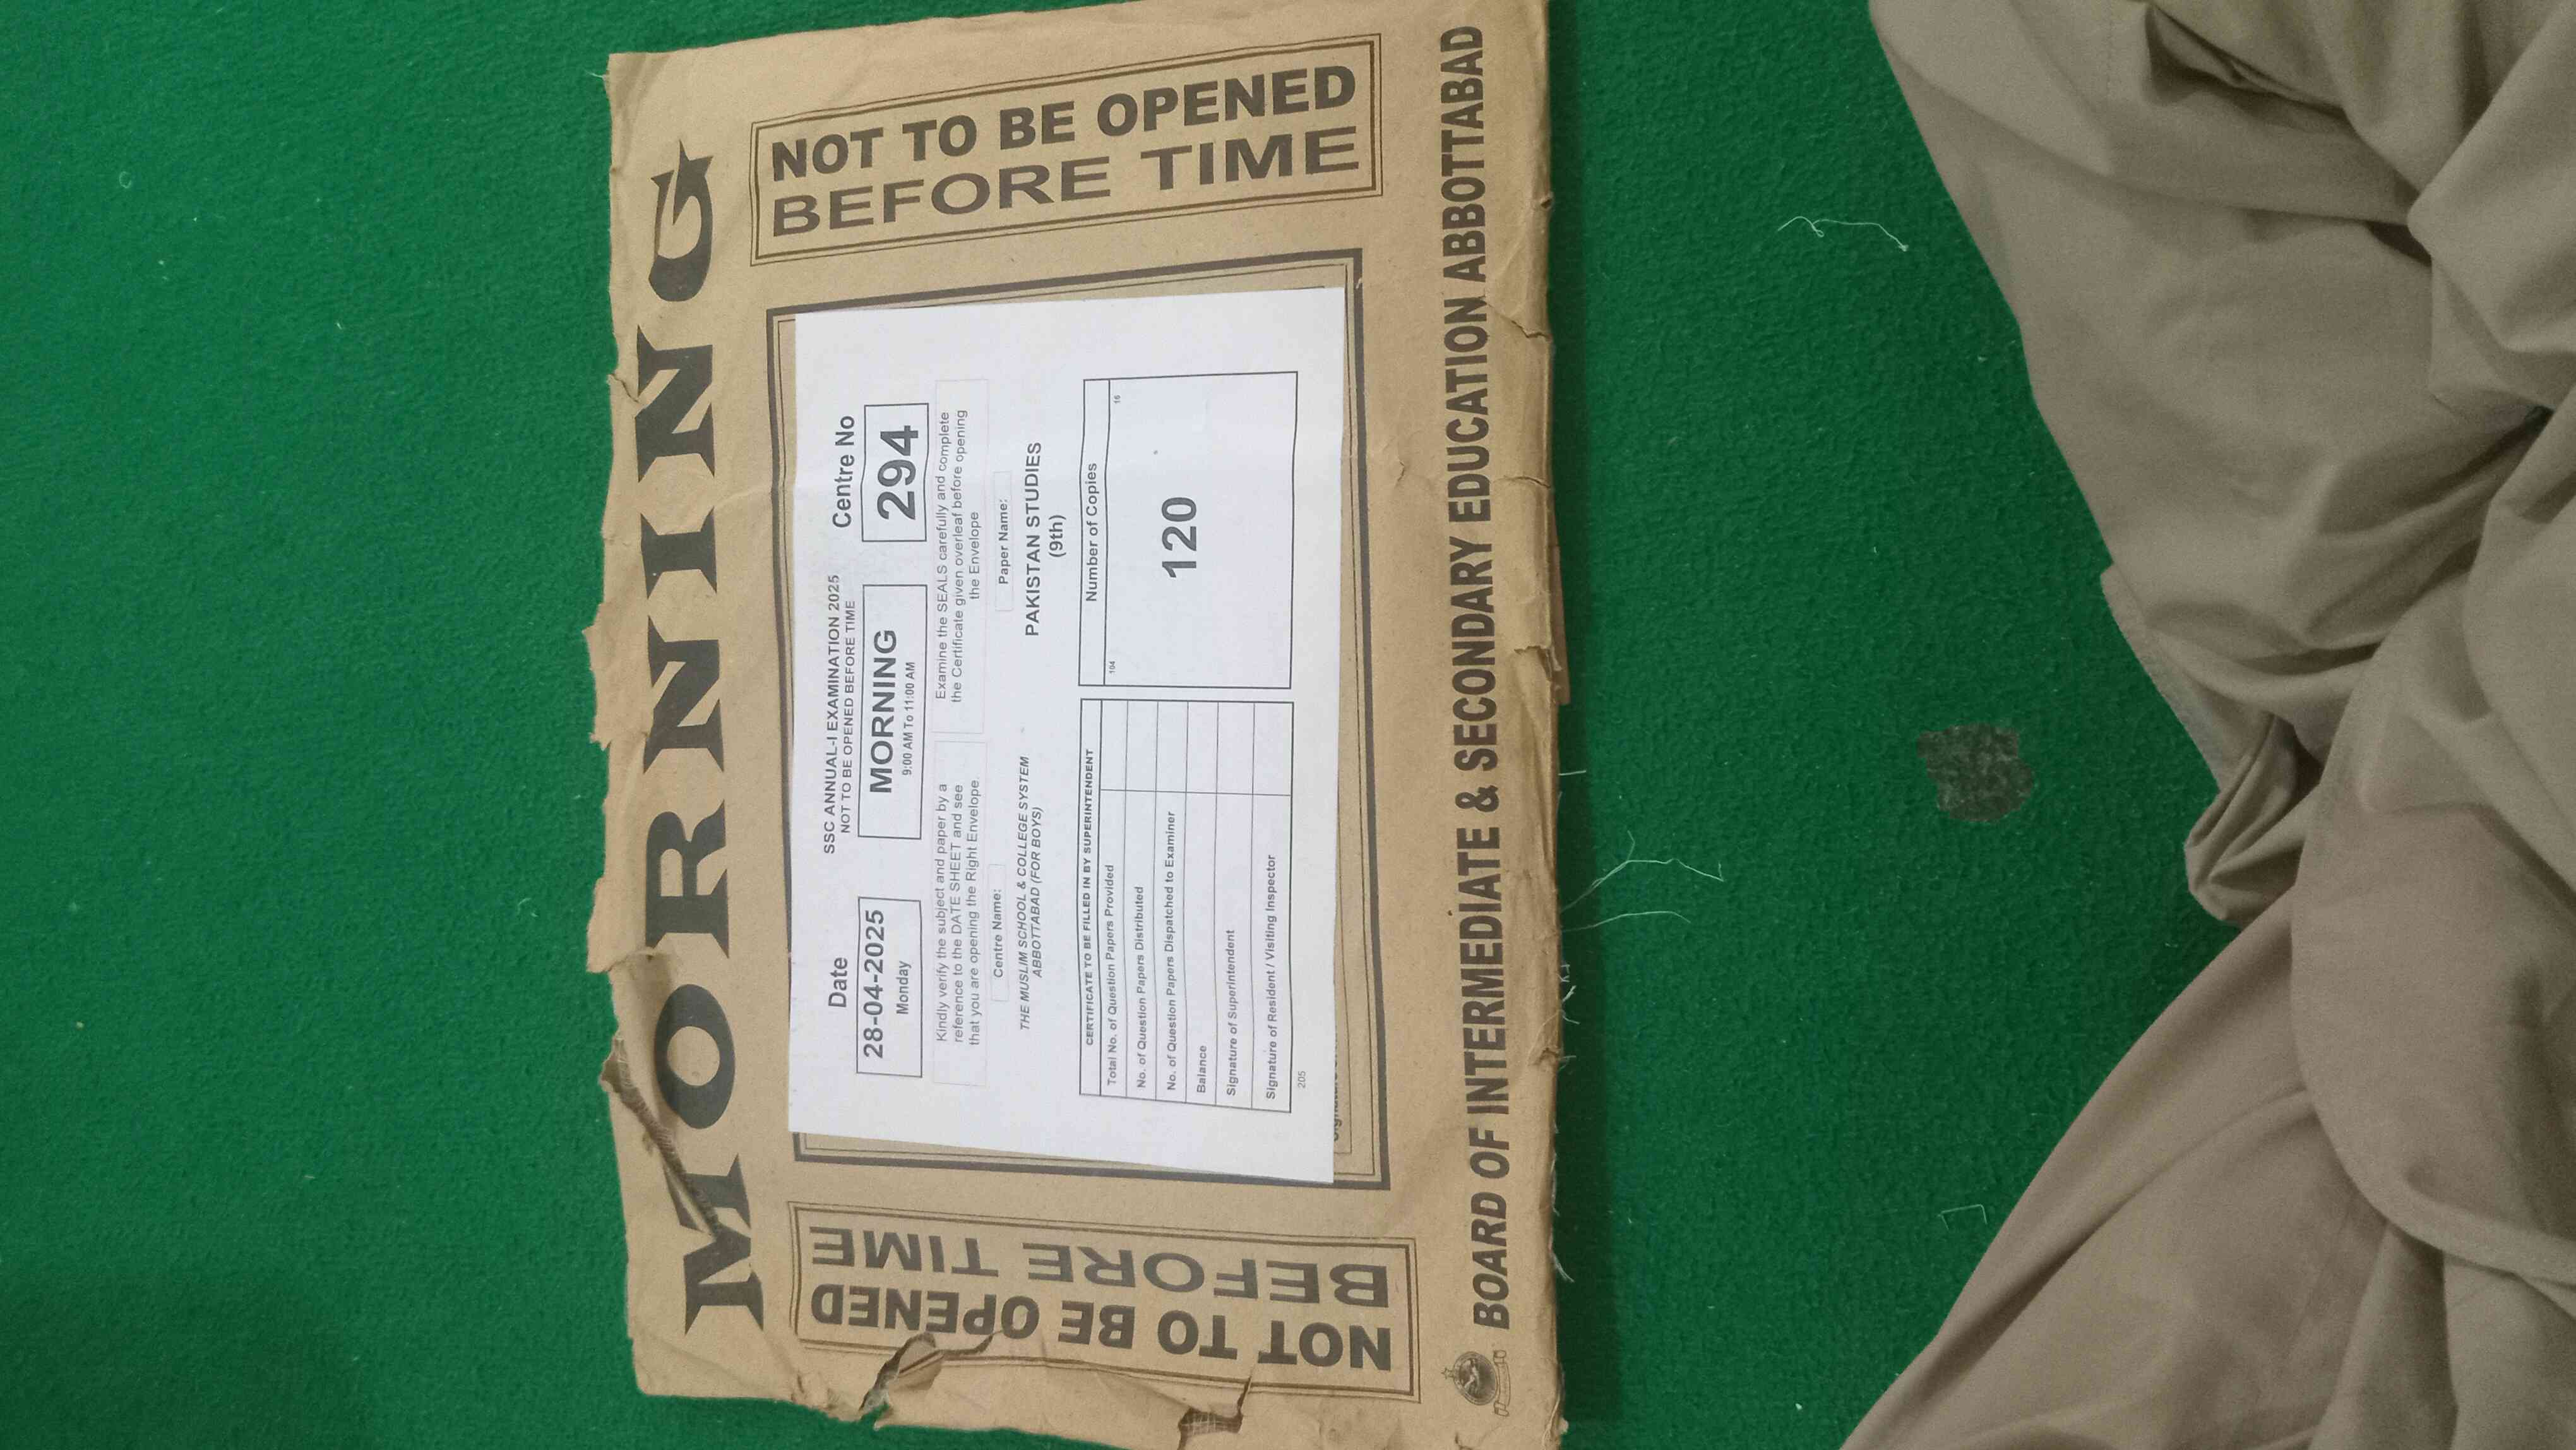 MORNING
NOT TO BE OPENED
BEFORE TIME
NOT TO BE OPENED
BEFORE TIME
SSC ANNUAL-I EXAMINATION 2025
NOT TO BE OPENED BEFORE TIME
Date
28-04-2025
Monday
MORNING
9:00 AM To 11:00 AM
Centre No
294
Kindly verify the subject and paper by a
reference to the DATE SHEET and see
that you are opening the Right Envelope.
Examine the SEALS carefully and complete
the Certificate given overleaf before opening
the Envelope
Centre Name:
THE MUSLIM SCHOOL & COLLEGE SYSTEM
ABBOTTABAD (FOR BOYS)
Paper Name:
PAKISTAN STUDIES
(9th)
CERTIFICATE TO BE FILLED IN BY SUPERINTENDENT
Total No. of Question Papers Provided
No. of Question Papers Distributed
No. of Question Papers Dispatched to Examiner
Balance
Signature of Superintendent
Signature of Resident / Visiting Inspector
Number of Copies
104
16
120
205
BOARD OF INTERMEDIATE & SECONDARY EDUCATION ABBOTTABAD